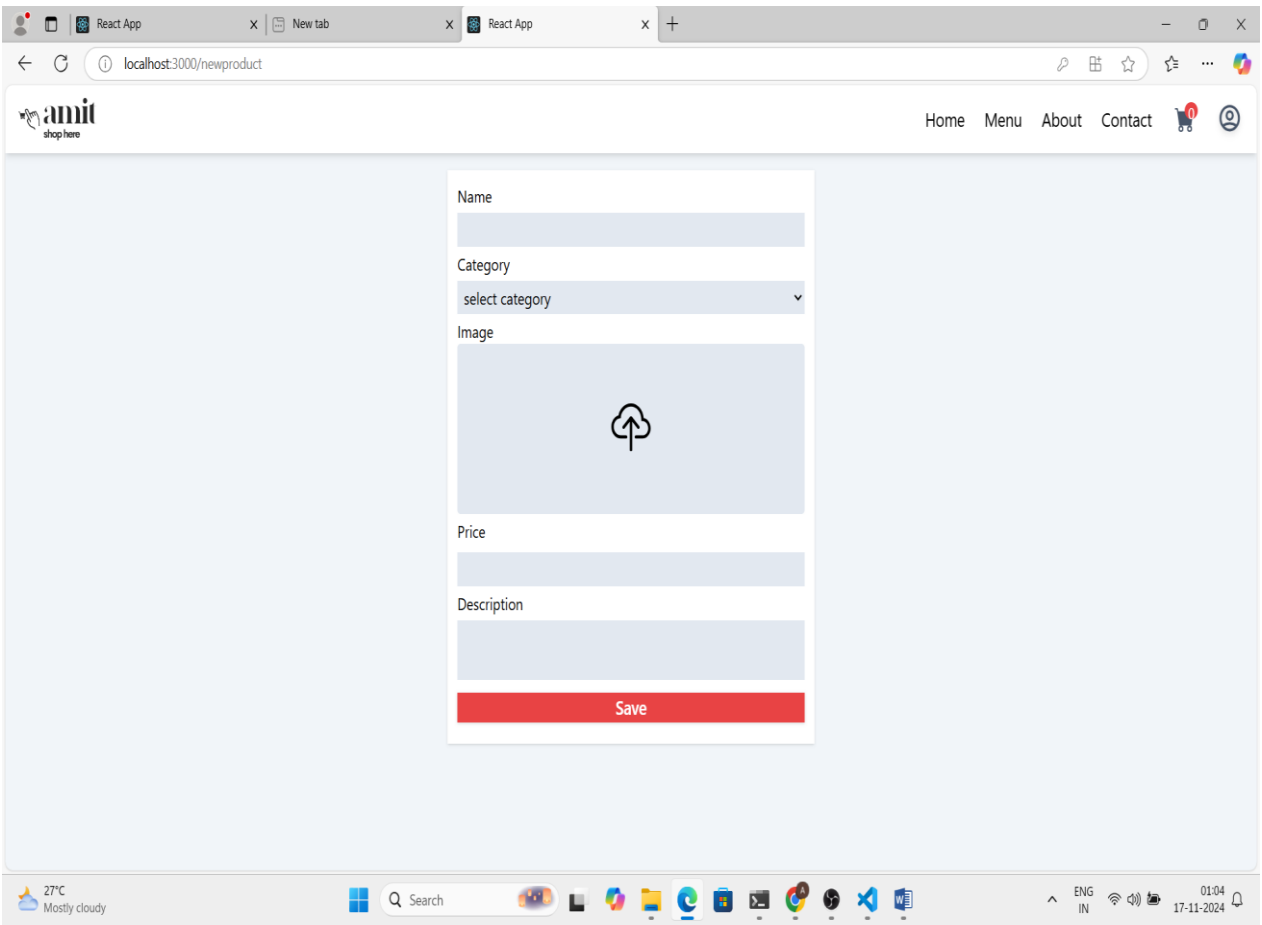 React App
New tab
React App
localhost:3000/newproduct
amit
shop here
Home Menu About Contact 0
Name
Category
select category
Image
Price
Description
Save
27°C
Mostly cloudy
Search
ENG
IN
01:04
17-11-2024